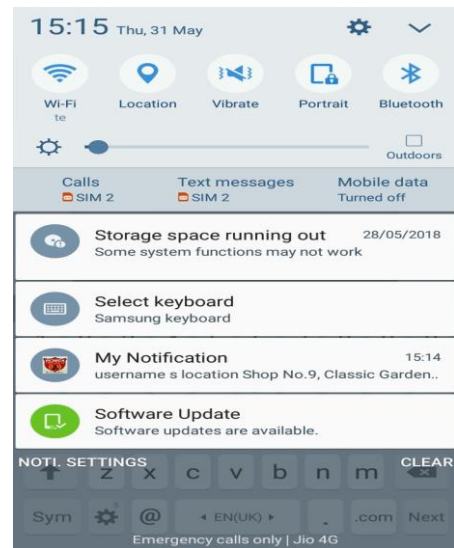 15:15 Thu, 31 May
Wi-Fi Location Vibrate Portrait Bluetooth
te
Outdoors
Calls Text messages Mobile data
SIM 2 SIM 2 Turned off
Storage space running out 28/05/2018
Some system functions may not work
Select keyboard
Samsung keyboard
My Notification 15:14
username s location Shop No.9, Classic Garden..
Software Update
Software updates are available.
NOTI. SETTINGS CLEAR
z x c v b n m
Sym @ EN(UK) . .com Next
Emergency calls only | Jio 4G